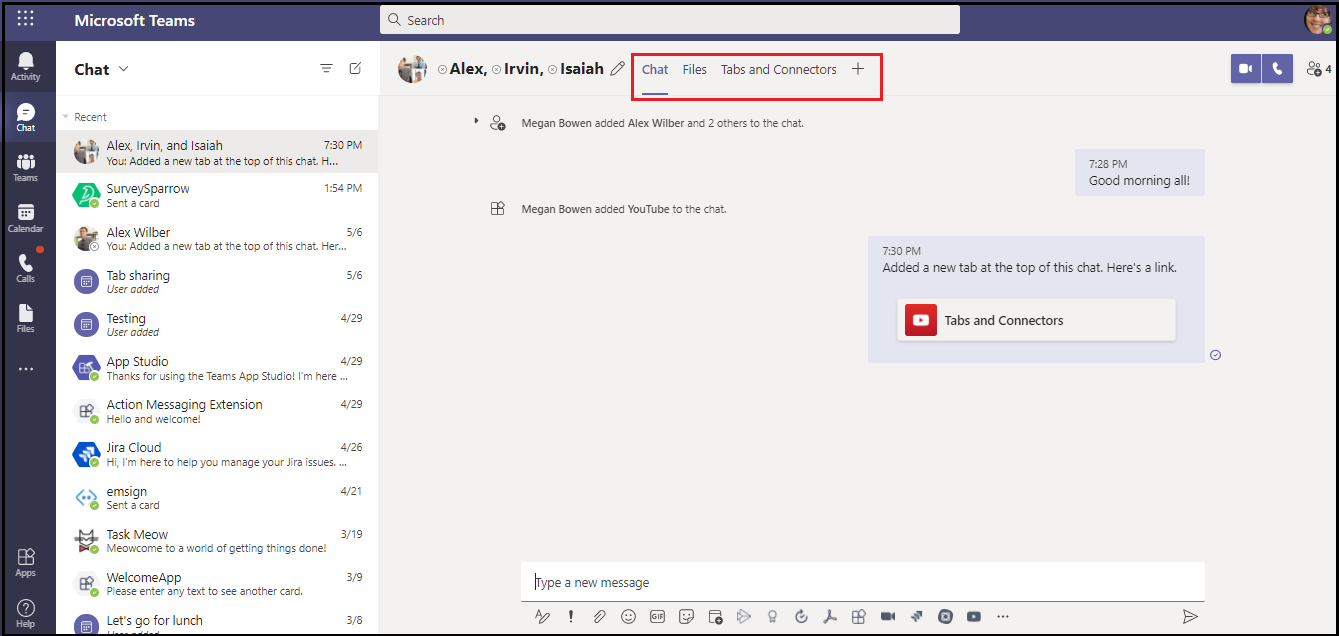 Microsoft Teams
Search
Activity
Chat
Teams
Calendar
Calls
Files
Apps
Help
Chat
Recent
Alex, Irvin, and Isaiah 7:30 PM
You: Added a new tab at the top of this chat. H...
SurveySparrow 1:54 PM
Sent a card
Alex Wilber 5/6
You: Added a new tab at the top of this chat. Her...
Tab sharing 5/6
User added
Testing 4/29
User added
App Studio 4/29
Thanks for using the Teams App Studio! I'm here ...
Action Messaging Extension 4/29
Hello and welcome!
Jira Cloud 4/26
Hi, I'm here to help you manage your Jira issues. ...
emsign 4/21
Sent a card
Task Meow 3/19
Meowcome to a world of getting things done!
WelcomeApp 3/9
Please enter any text to see another card.
Let's go for lunch 3/8
User added
Alex, Irvin, Isaiah
Chat Files Tabs and Connectors
4
Megan Bowen added Alex Wilber and 2 others to the chat.
7:28 PM
Good morning all!
Megan Bowen added YouTube to the chat.
7:30 PM
Added a new tab at the top of this chat. Here's a link.
Tabs and Connectors
Type a new message
GIF